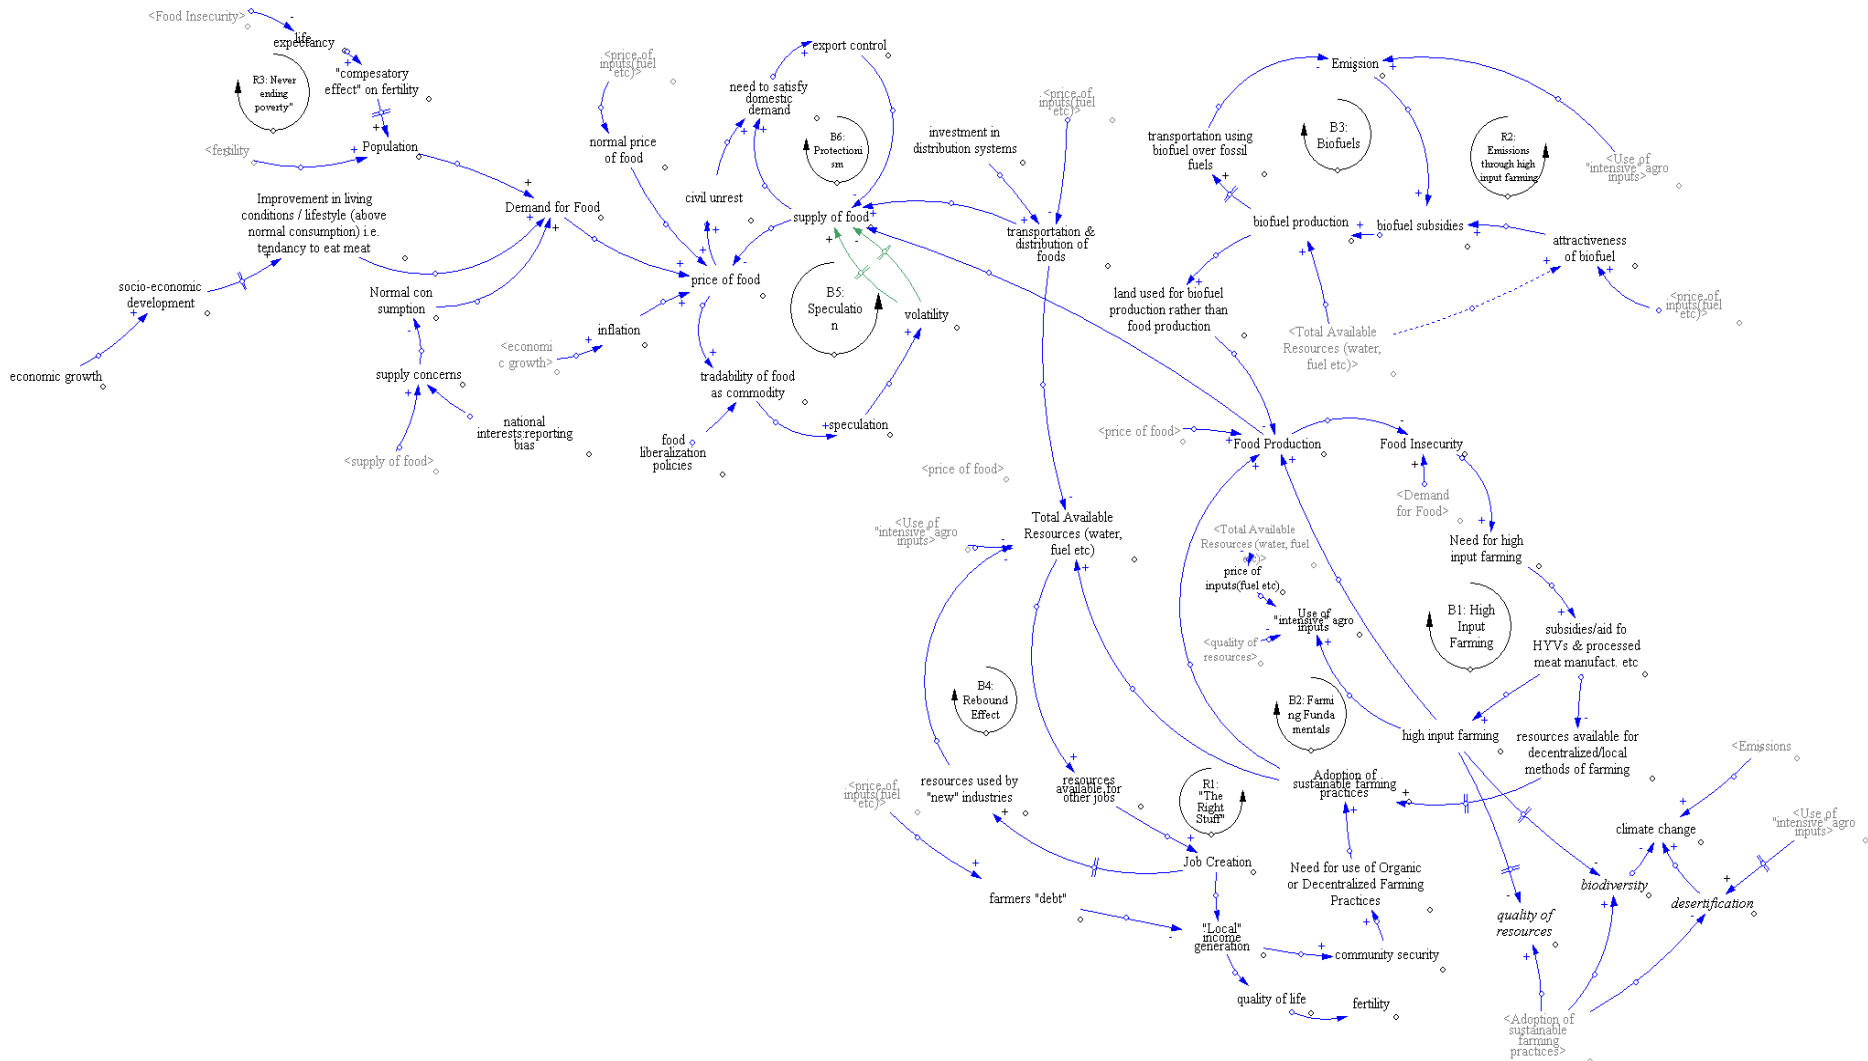 <Food Insecurity>
life
expectancy
"compesatory
effect" on fertility
R3: Never
ending
poverty"
<fertility
Population
Improvement in living
conditions / lifestyle (above
normal consumption) i.e.
tendancy to eat meat
Demand for Food
socio-economic
development
economic growth
Normal con
sumption
supply concerns
national
interests:reporting
bias
<supply of food>
<price of
inputs(fuel
etc)>
normal price
of food
need to satisfy
domestic
demand
export control
B6:
Protectioni
sm
civil unrest
supply of food
price of food
inflation
<economi
c growth>
B5:
Speculatio
n
volatility
tradability of food
as commodity
speculation
food
liberalization
policies
investment in
distribution systems
<price of
inputs(fuel
etc)>
transportation &
distribution of
foods
Emission
transportation using
biofuel over fossil
fuels
B3:
Biofuels
R2:
Emissions
through high
input farming
<Use of
"intensive" agro
inputs>
biofuel production
biofuel subsidies
attractiveness
of biofuel
land used for biofuel
production rather than
food production
<Total Available
Resources (water,
fuel etc)>
<price of
inputs(fuel
etc)>
<price of food>
Food Production
Food Insecurity
<Demand
for Food>
Need for high
input farming
<price of food>
<Use of
"intensive" agro
inputs>
Total Available
Resources (water,
fuel etc)
<Total Available
Resources (water, fuel
etc)>
price of
inputs(fuel etc)
Use of
"intensive" agro
inputs
<quality of
resources>
B1: High
Input
Farming
subsidies/aid fo
HYVs & processed
meat manufact. etc
B4:
Rebound
Effect
B2: Farmi
ng Funda
mentals
high input farming
resources available for
decentralized/local
methods of farming
<Emissions
<price of
inputs(fuel
etc)>
resources used by
"new" industries
resources
available for
other jobs
R1:
"The
Right
Stuff"
Adoption of
sustainable farming
practices
climate change
<Use of
"intensive" agro
inputs>
Job Creation
Need for use of Organic
or Decentralized Farming
Practices
biodiversity
desertification
farmers "debt"
quality of
resources
"Local"
income
generation
community security
quality of life
fertility
<Adoption of
sustainable
farming
practices>